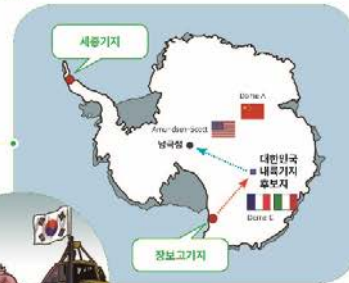 세종기지
Dome A
Amundsen-Scott
남극점
대한민국
내륙기지
후보지
Dome C
장보고기지